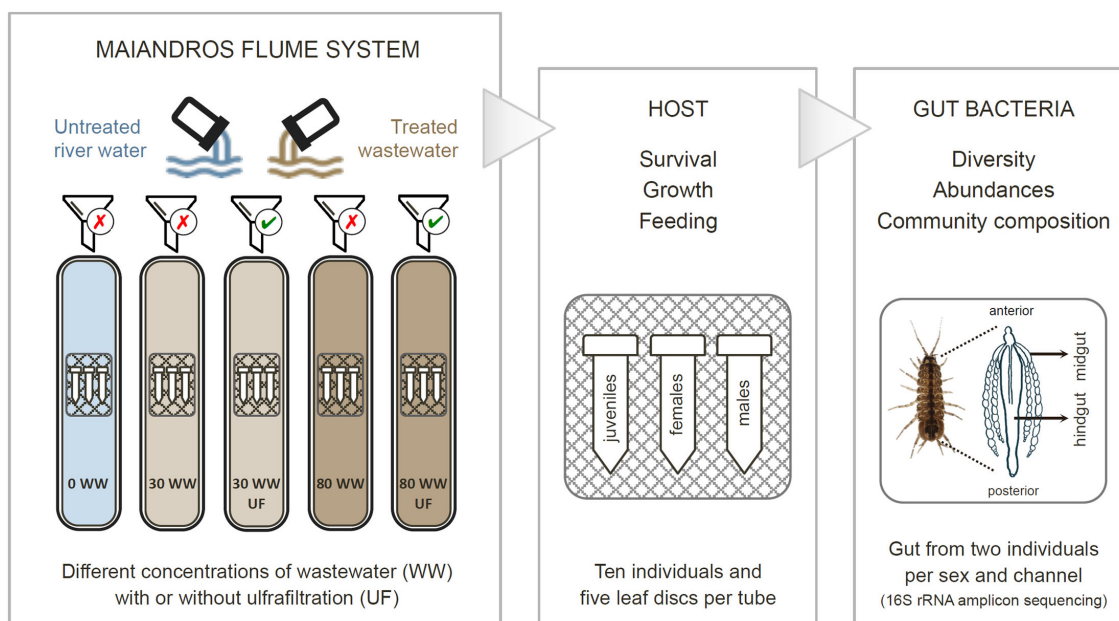 MAIANDROS FLUME SYSTEM
Untreated
river water
Treated
wastewater
0 WW
30 WW
30 WW
UF
80 WW
80 WW
UF
Different concentrations of wastewater (WW)
with or without ulfrafiltration (UF)
HOST
Survival
Growth
Feeding
juveniles
females
males
Ten individuals and
five leaf discs per tube
GUT BACTERIA
Diversity
Abundances
Community composition
anterior
midgut
hindgut
posterior
Gut from two individuals
per sex and channel
(16S rRNA amplicon sequencing)